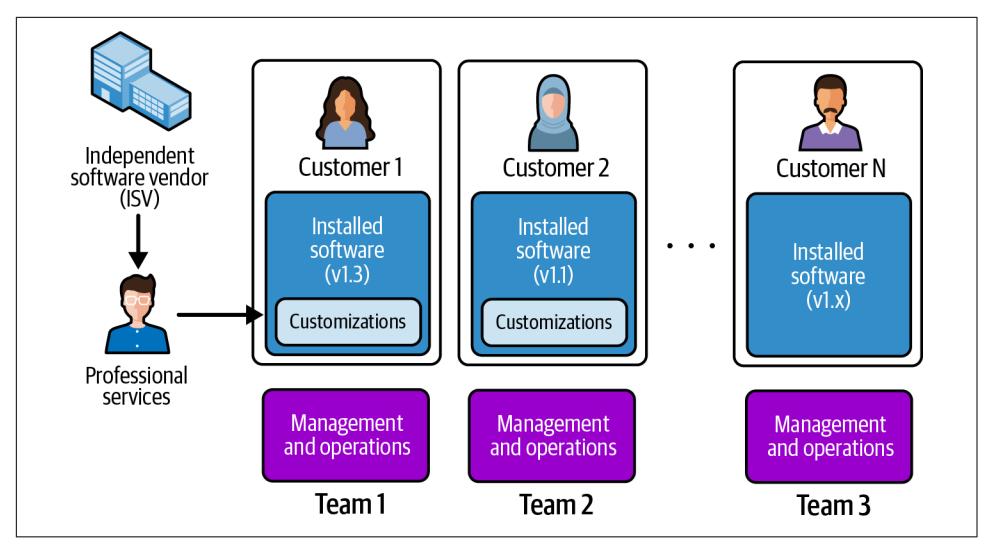 Independent
software vendor
(ISV)
Professional
services
Customer 1
Installed
software
(v1.3)
Customizations
Management
and operations
Team 1
Customer 2
Installed
software
(v1.1)
Customizations
Management
and operations
Team 2
. . .
Customer N
Installed
software
(v1.x)
Management
and operations
Team 3